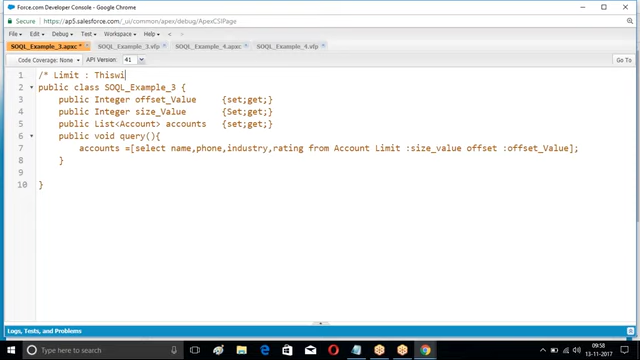 Force.com Developer Console - Google Chrome
Secure https://ap5.salesforce.com/_ui/common/apex/debug/ApexCSIPage
File Edit Debug Test Workspace Help < >
SOQL_Example_3.apxc * SOQL_Example_3.vfp SOQL_Example_4.apxc SOQL_Example_4.vfp
Code Coverage: None API Version: 41
1 /* Limit : Thiswi
2 public class SOQL_Example_3 {
3 public Integer offset_Value {set;get;}
4 public Integer size_Value {Set;get;}
5 public List<Account> accounts {set;get;}
6 public void query(){
7 accounts =[select name,phone,industry,rating from Account Limit :size_value offset :offset_Value];
8 }
9
10 }
Logs, Tests, and Problems
Type here to search
09:58
13-11-2017